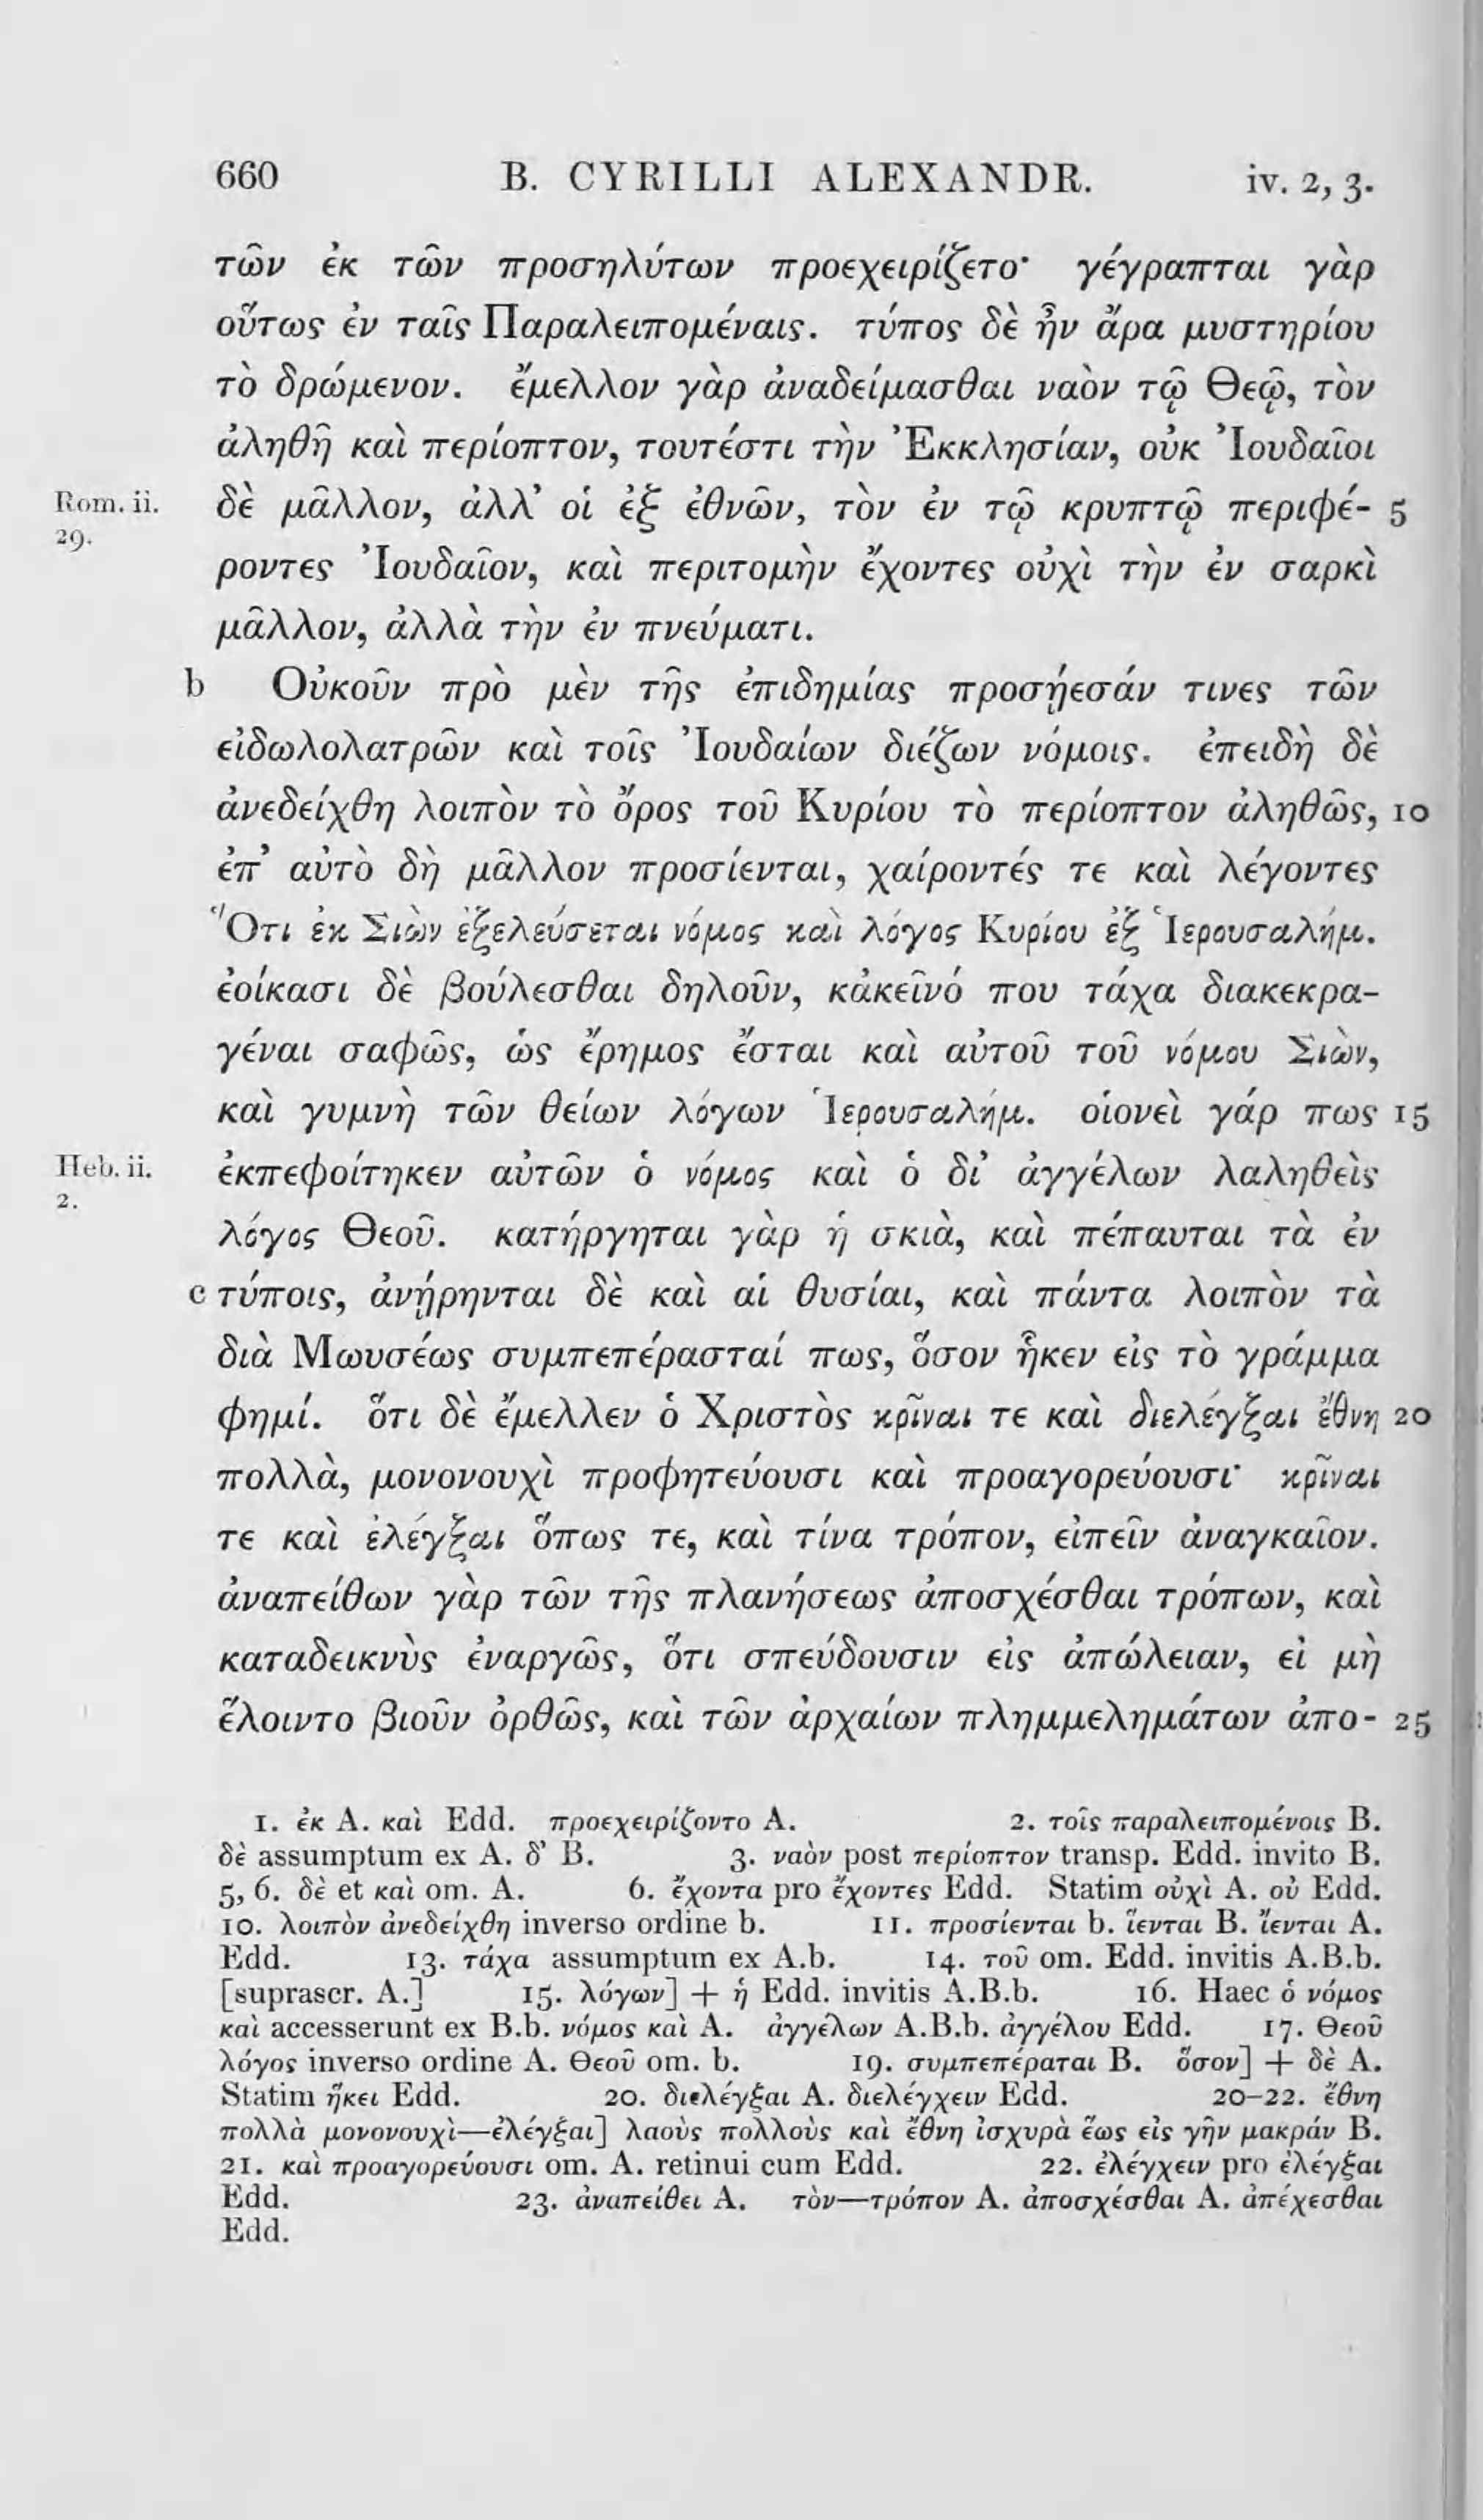 660 B. CYRILLI ALEXANDR. iv. 2, 3.
τῶν ἐκ τῶν προσηλύτων προεχειρίζετο· γέγραπται γὰρ
οὕτως ἐν ταῖς Παραλειπομέναις. τύπος δὲ ἦν ἄρα μυστηρίου
τὸ δρώμενον. ἔμελλον γὰρ ἀναδείμασθαι ναὸν τῷ Θεῷ, τὸν
ἀληθῆ καὶ περίοπτον, τουτέστι τὴν Ἐκκλησίαν, οὐκ Ἰουδαῖοι
Rom. ii. 29. δὲ μᾶλλον, ἀλλ’ οἱ ἐξ ἐθνῶν, τὸν ἐν τῷ κρυπτῷ περιφέ- 5
ροντες Ἰουδαῖον, καὶ περιτομὴν ἔχοντες οὐχὶ τὴν ἐν σαρκὶ
μᾶλλον, ἀλλὰ τὴν ἐν πνεύματι.
b Οὐκοῦν πρὸ μὲν τῆς ἐπιδημίας προσῄεσάν τινες τῶν
εἰδωλολατρῶν καὶ τοῖς Ἰουδαίων διέζων νόμοις. ἐπειδὴ δὲ
ἀνεδείχθη λοιπὸν τὸ ὄρος τοῦ Κυρίου τὸ περίοπτον ἀληθῶς, 10
ἐπ’ αὐτὸ δὴ μᾶλλον προσίενται, χαίροντές τε καὶ λέγοντες
Ὅτι ἐκ Σιὼν ἐξελεύσεται νόμος καὶ λόγος Κυρίου ἐξ Ἱερουσαλήμ.
ἐοίκασι δὲ βούλεσθαι δηλοῦν, κἀκεῖνό που τάχα διακεκρα-
γέναι σαφῶς, ὡς ἔρημος ἔσται καὶ αὐτοῦ τοῦ νόμου Σιὼν,
καὶ γυμνὴ τῶν θείων λόγων Ἱερουσαλήμ. οἱονεὶ γάρ πως 15
Heb. ii. 2. ἐκπεφοίτηκεν αὐτῶν ὁ νόμος καὶ ὁ δι’ ἀγγέλων λαληθεὶς
λόγος Θεοῦ. κατήργηται γὰρ ἡ σκιὰ, καὶ πέπαυται τὰ ἐν
c τύποις, ἀνῄρηνται δὲ καὶ αἱ θυσίαι, καὶ πάντα λοιπὸν τὰ
διὰ Μωυσέως συμπεπέρασταί πως, ὅσον ἧκεν εἰς τὸ γράμμα
φημί. ὅτι δὲ ἔμελλεν ὁ Χριστὸς κρῖναι τε καὶ διελέγξαι ἔθνη 20
πολλὰ, μονονουχὶ προφητεύουσι καὶ προαγορεύουσι· κρῖναι
τε καὶ ἐλέγξαι ὅπως τε, καὶ τίνα τρόπον, εἰπεῖν ἀναγκαῖον.
ἀναπείθων γὰρ τῶν τῆς πλανήσεως ἀποσχέσθαι τρόπων, καὶ
καταδεικνὺς ἐναργῶς, ὅτι σπεύδουσιν εἰς ἀπώλειαν, εἰ μὴ
ἕλοιντο βιοῦν ὀρθῶς, καὶ τῶν ἀρχαίων πλημμελημάτων ἀπο- 25
1. ἐκ A. καὶ Edd. προεχειρίζοντο A. 2. τοῖς παραλειπομένοις B.
δὲ assumptum ex A. δ’ B. 3. ναὸν post περίοπτον transp. Edd. invito B.
5, 6. δὲ et καὶ om. A. 6. ἔχοντα pro ἔχοντες Edd. Statim οὐχὶ A. οὐ Edd.
10. λοιπὸν ἀνεδείχθη inverso ordine b. 11. προσίενται b. ἵενται B. ἴενται A.
Edd. 13. τάχα assumptum ex A.b. 14. τοῦ om. Edd. invitis A.B.b.
[suprascr. A.] 15. λόγων] + ἡ Edd. invitis A.B.b. 16. Haec ὁ νόμος
καὶ accesserunt ex B.b. νόμος καὶ A. ἀγγέλων A.B.b. ἀγγέλου Edd. 17. Θεοῦ
λόγος inverso ordine A. Θεοῦ om. b. 19. συμπεπέραται B. ὅσον] + δὲ A.
Statim ἥκει Edd. 20. διελέγξαι A. διελέγχειν Edd. 20–22. ἔθνη
πολλὰ μονονουχὶ—ἐλέγξαι] λαοὺς πολλοὺς καὶ ἔθνη ἰσχυρὰ ἕως εἰς γῆν μακράν B.
21. καὶ προαγορεύουσι om. A. retinui cum Edd. 22. ἐλέγχειν pro ἐλέγξαι
Edd. 23. ἀναπείθει A. τὸν—τρόπον A. ἀποσχέσθαι A. ἀπέχεσθαι
Edd.